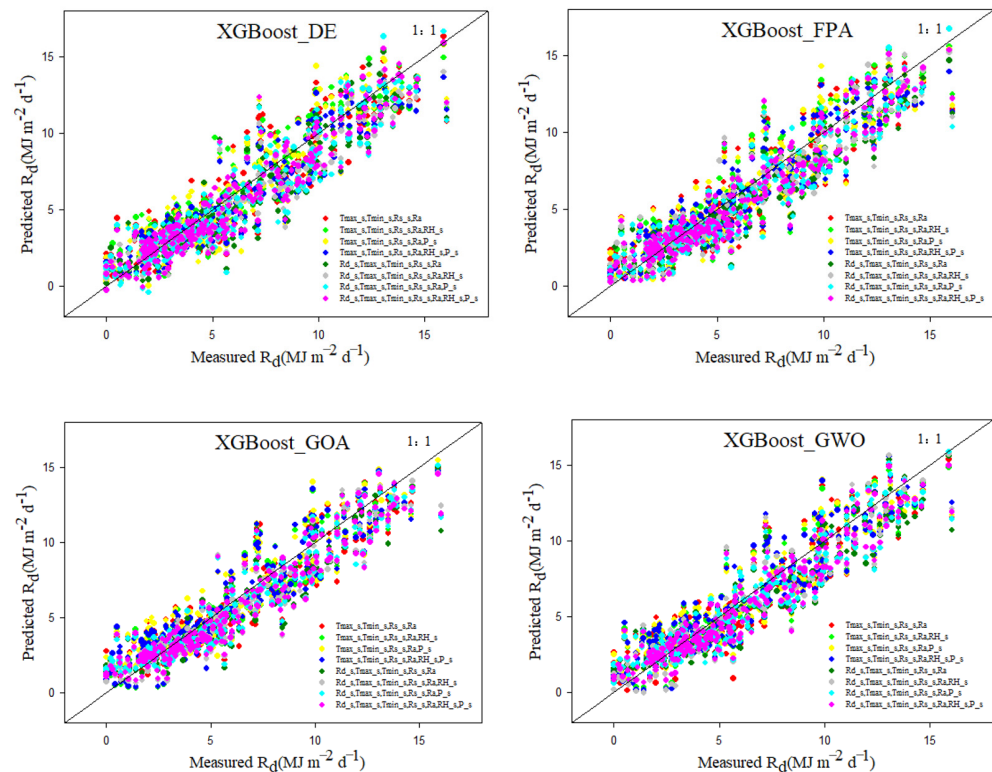 XGBoost_DE
1: 1
Predicted Rd(MJ m−2 d−1)
15
10
5
0
Tmax_s,Tmin_s,Rs_s,Ra
Tmax_s,Tmin_s,Rs_s,Ra,RH_s
Tmax_s,Tmin_s,Rs_s,Ra,P_s
Tmax_s,Tmin_s,Rs_s,Ra,RH_s,P_s
Rd_s,Tmax_s,Tmin_s,Rs_s,Ra
Rd_s,Tmax_s,Tmin_s,Rs_s,Ra,RH_s
Rd_s,Tmax_s,Tmin_s,Rs_s,Ra,P_s
Rd_s,Tmax_s,Tmin_s,Rs_s,Ra,RH_s,P_s
0 5 10 15
Measured Rd(MJ m−2 d−1)
XGBoost_FPA
1: 1
Predicted Rd(MJ m−2 d−1)
15
10
5
0
Tmax_s,Tmin_s,Rs_s,Ra
Tmax_s,Tmin_s,Rs_s,Ra,RH_s
Tmax_s,Tmin_s,Rs_s,Ra,P_s
Tmax_s,Tmin_s,Rs_s,Ra,RH_s,P_s
Rd_s,Tmax_s,Tmin_s,Rs_s,Ra
Rd_s,Tmax_s,Tmin_s,Rs_s,Ra,RH_s
Rd_s,Tmax_s,Tmin_s,Rs_s,Ra,P_s
Rd_s,Tmax_s,Tmin_s,Rs_s,Ra,RH_s,P_s
0 5 10 15
Measured Rd(MJ m−2 d−1)
XGBoost_GOA
1: 1
Predicted Rd(MJ m−2 d−1)
15
10
5
0
Tmax_s,Tmin_s,Rs_s,Ra
Tmax_s,Tmin_s,Rs_s,Ra,RH_s
Tmax_s,Tmin_s,Rs_s,Ra,P_s
Tmax_s,Tmin_s,Rs_s,Ra,RH_s,P_s
Rd_s,Tmax_s,Tmin_s,Rs_s,Ra
Rd_s,Tmax_s,Tmin_s,Rs_s,Ra,RH_s
Rd_s,Tmax_s,Tmin_s,Rs_s,Ra,P_s
Rd_s,Tmax_s,Tmin_s,Rs_s,Ra,RH_s,P_s
0 5 10 15
Measured Rd(MJ m−2 d−1)
XGBoost_GWO
1: 1
Predicted Rd(MJ m−2 d−1)
15
10
5
0
Tmax_s,Tmin_s,Rs_s,Ra
Tmax_s,Tmin_s,Rs_s,Ra,RH_s
Tmax_s,Tmin_s,Rs_s,Ra,P_s
Tmax_s,Tmin_s,Rs_s,Ra,RH_s,P_s
Rd_s,Tmax_s,Tmin_s,Rs_s,Ra
Rd_s,Tmax_s,Tmin_s,Rs_s,Ra,RH_s
Rd_s,Tmax_s,Tmin_s,Rs_s,Ra,P_s
Rd_s,Tmax_s,Tmin_s,Rs_s,Ra,RH_s,P_s
0 5 10 15
Measured Rd(MJ m−2 d−1)